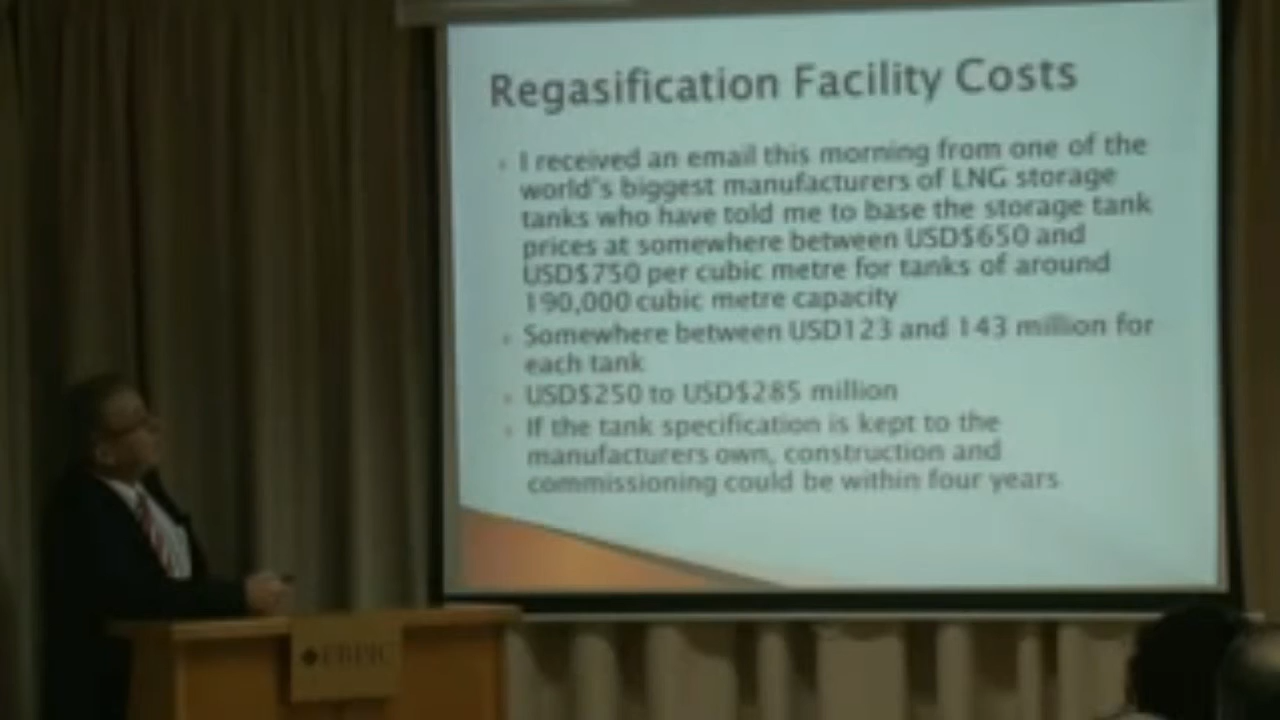 Regasification Facility Costs
I received an email this morning from one of the
world's biggest manufacturers of LNG storage
tanks who have told me to base the storage tank
prices at somewhere between USD$650 and
USD$750 per cubic metre for tanks of around
190,000 cubic metre capacity
Somewhere between USD123 and 143 million for
each tank
USD$250 to USD$285 million
If the tank specification is kept to the
manufacturers own, construction and
commissioning could be within four years